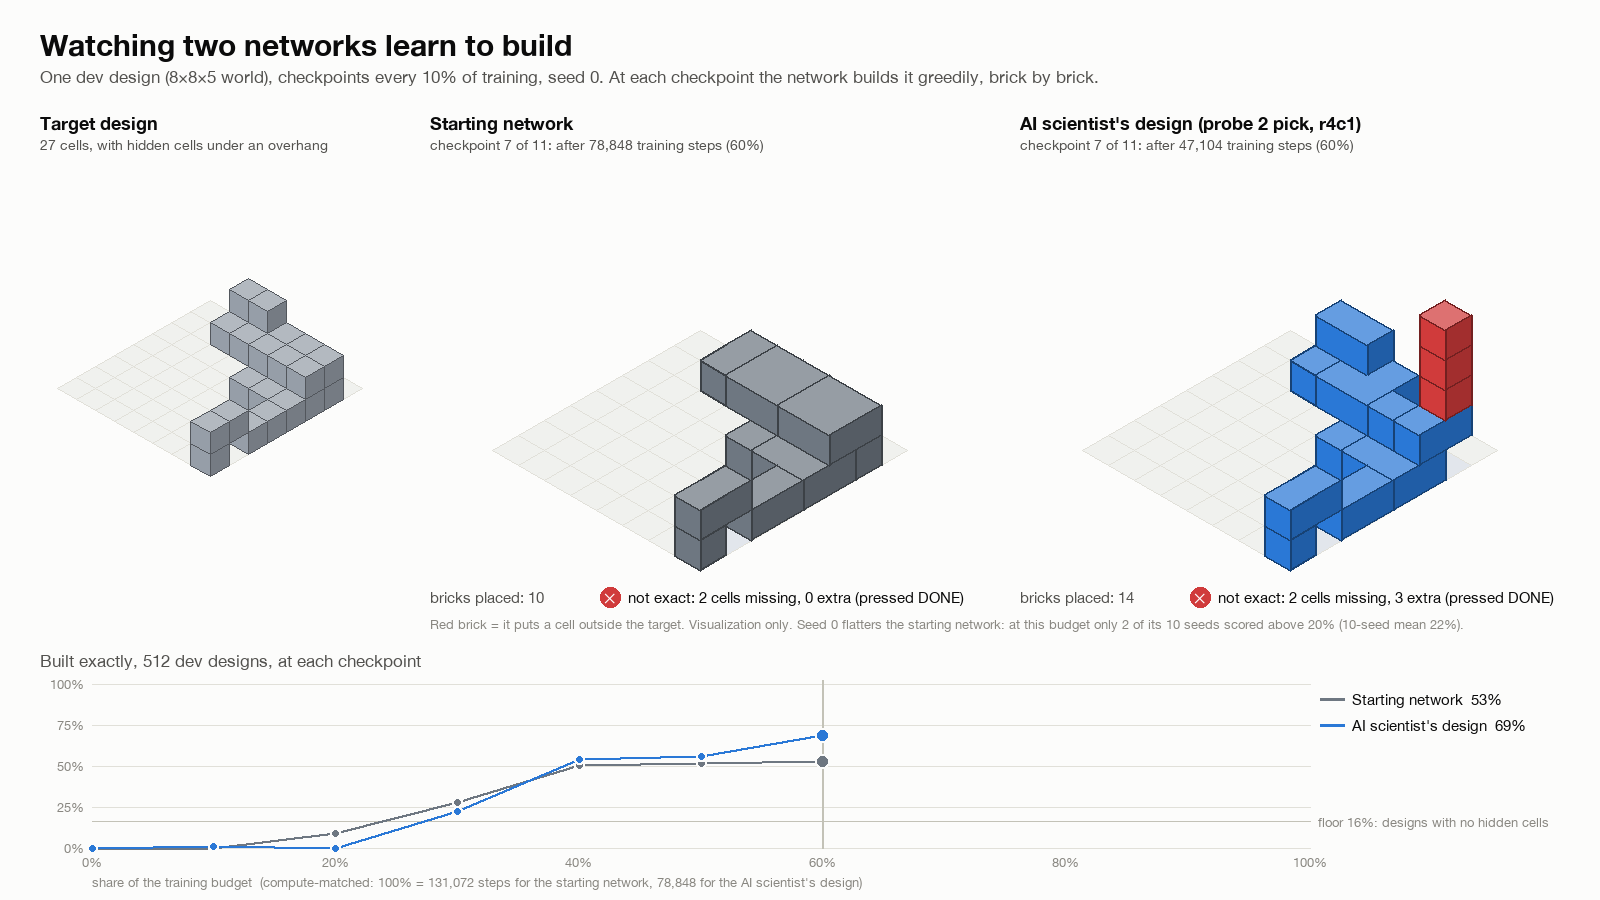 Watching two networks learn to build
One dev design (8×8×5 world), checkpoints every 10% of training, seed 0. At each checkpoint the network builds it greedily, brick by brick.
Target design
27 cells, with hidden cells under an overhang
Starting network
checkpoint 7 of 11: after 78,848 training steps (60%)
AI scientist's design (probe 2 pick, r4c1)
checkpoint 7 of 11: after 47,104 training steps (60%)
bricks placed: 10
not exact: 2 cells missing, 0 extra (pressed DONE)
bricks placed: 14
not exact: 2 cells missing, 3 extra (pressed DONE)
Red brick = it puts a cell outside the target. Visualization only. Seed 0 flatters the starting network: at this budget only 2 of its 10 seeds scored above 20% (10-seed mean 22%).
Built exactly, 512 dev designs, at each checkpoint
100%
75%
50%
25%
0%
Starting network 53%
AI scientist's design 69%
floor 16%: designs with no hidden cells
0%
20%
40%
60%
80%
100%
share of the training budget (compute-matched: 100% = 131,072 steps for the starting network, 78,848 for the AI scientist's design)